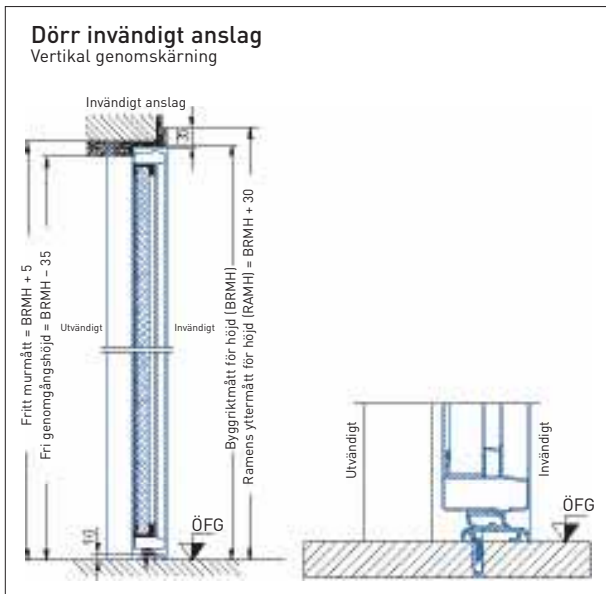 Dörr invändigt anslag
Vertikal genomskärning
Invändigt anslag
30
Fritt murmått = BRMH + 5
Fri genomgångshöjd = BRMH – 35
Utvändigt
Invändigt
Byggriktmått för höjd (BRMH)
Ramens yttermått för höjd (RAMH) = BRMH + 30
10
ÖFG
Utvändigt
Invändigt
ÖFG